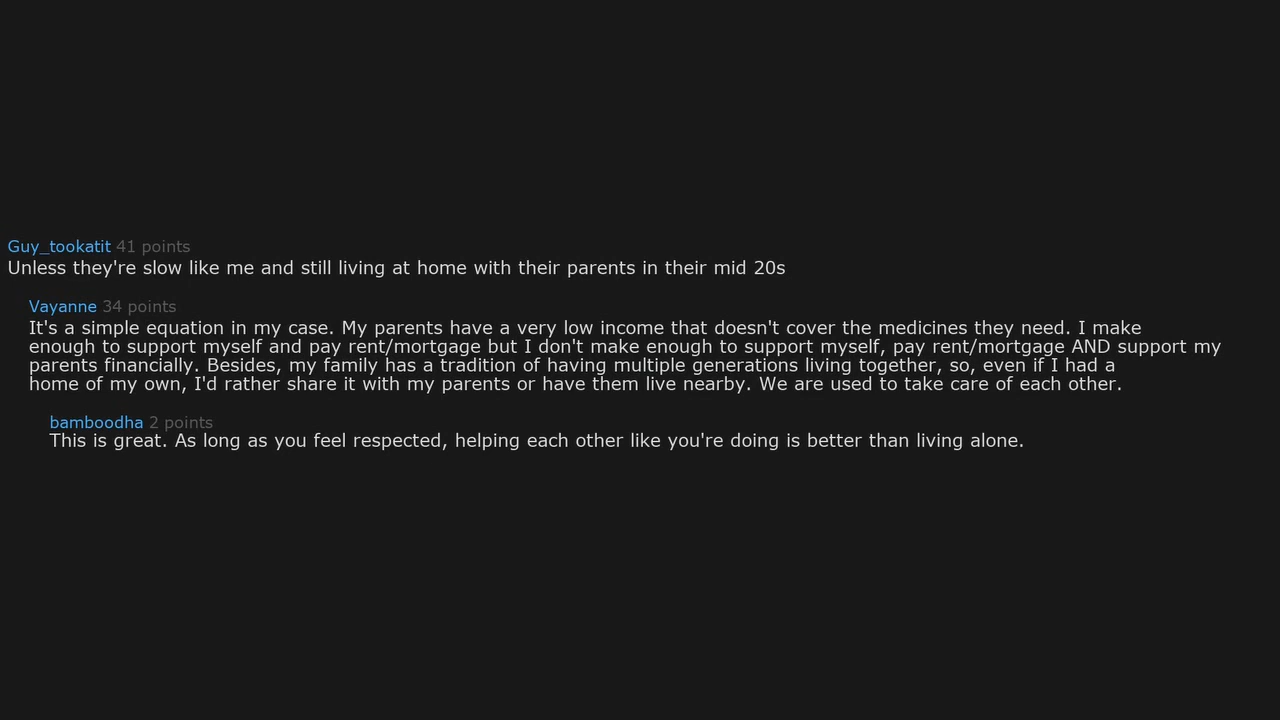 Guy_tookatit 41 points
Unless they're slow like me and still living at home with their parents in their mid 20s
Vayanne 34 points
It's a simple equation in my case. My parents have a very low income that doesn't cover the medicines they need. I make
enough to support myself and pay rent/mortgage but I don't make enough to support myself, pay rent/mortgage AND support my
parents financially. Besides, my family has a tradition of having multiple generations living together, so, even if I had a
home of my own, I'd rather share it with my parents or have them live nearby. We are used to take care of each other.
bamboodha 2 points
This is great. As long as you feel respected, helping each other like you're doing is better than living alone.